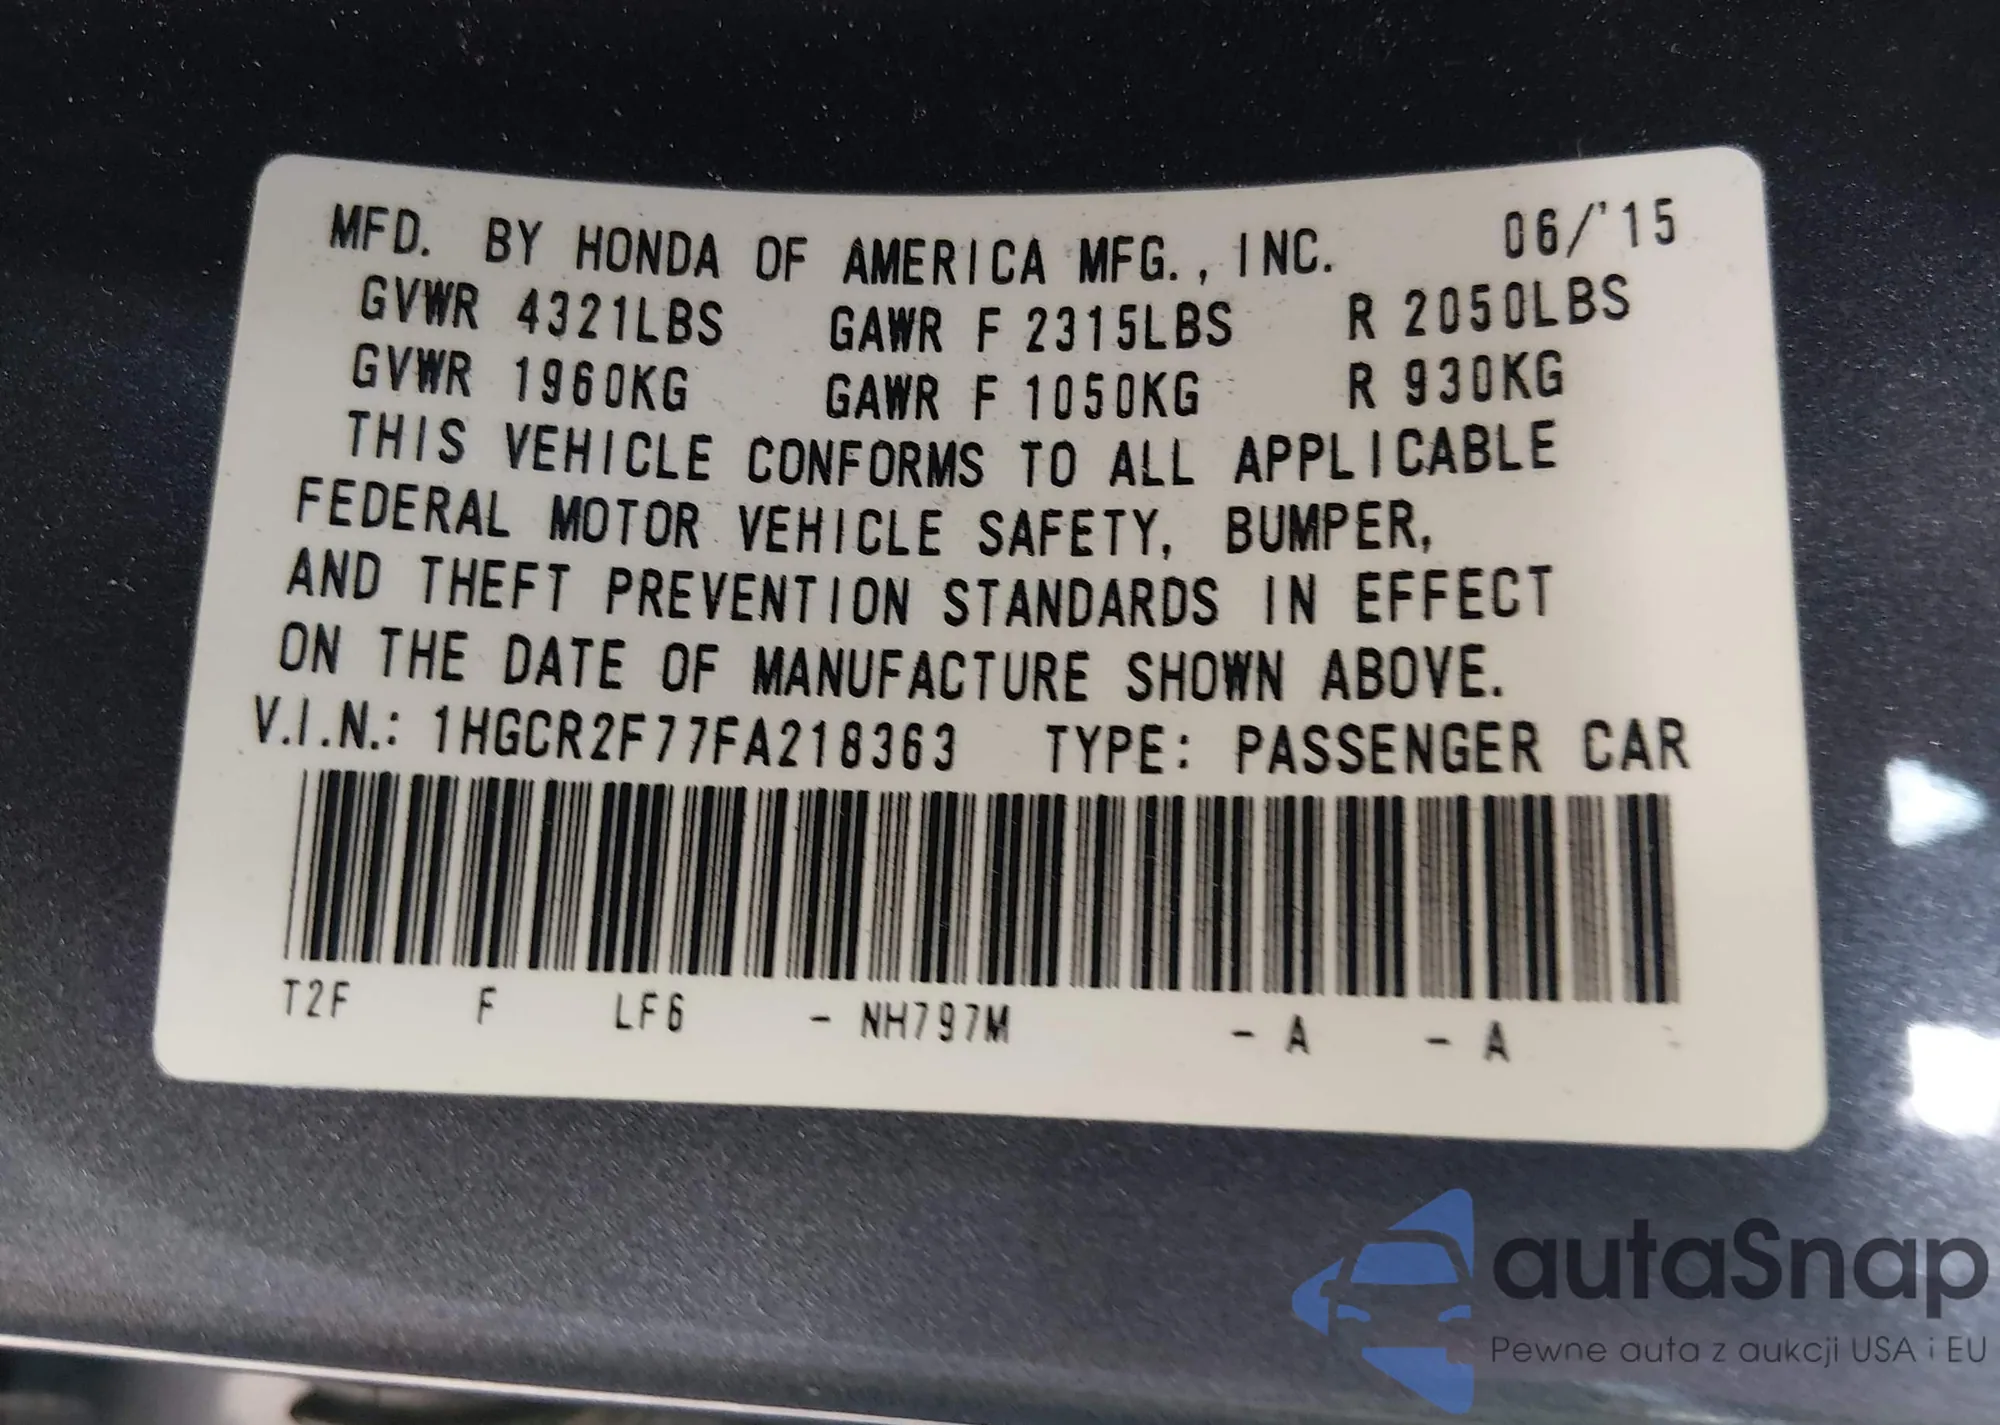 MFD. BY HONDA OF AMERICA MFG., INC. 06/'15
GVWR 4321LBS GAWR F 2315LBS R 2050LBS
GVWR 1960KG GAWR F 1050KG R 930KG
THIS VEHICLE CONFORMS TO ALL APPLICABLE
FEDERAL MOTOR VEHICLE SAFETY, BUMPER,
AND THEFT PREVENTION STANDARDS IN EFFECT
ON THE DATE OF MANUFACTURE SHOWN ABOVE.
V.I.N.: 1HGCR2F77FA218363 TYPE: PASSENGER CAR
T2F F LF6 - NH797M - A - A
autaSnap
Pewne auta z aukcji USA i EU